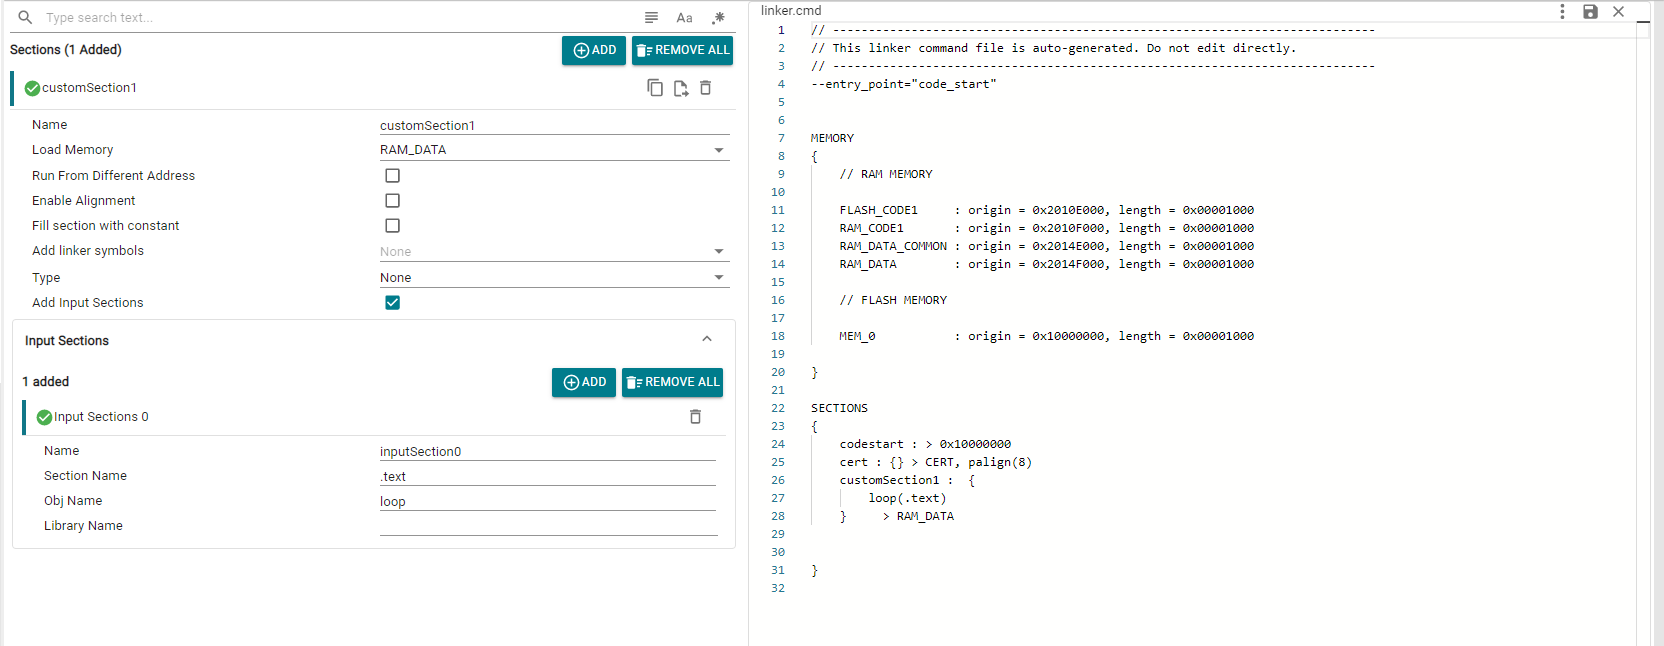 Type search text...
Aa
.*
Sections (1 Added)
ADD
REMOVE ALL
customSection1
Name
customSection1
Load Memory
RAM_DATA
Run From Different Address
Enable Alignment
Fill section with constant
Add linker symbols
None
Type
None
Add Input Sections
Input Sections
1 added
ADD
REMOVE ALL
Input Sections 0
Name
inputSection0
Section Name
.text
Obj Name
loop
Library Name
linker.cmd
1 // ----------------------------------------------------------------------------
2 // This linker command file is auto-generated. Do not edit directly.
3 // ----------------------------------------------------------------------------
4 --entry_point="code_start"
5
6
7 MEMORY
8 {
9 // RAM MEMORY
10
11 FLASH_CODE1 : origin = 0x2010E000, length = 0x00001000
12 RAM_CODE1 : origin = 0x2010F000, length = 0x00001000
13 RAM_DATA_COMMON : origin = 0x2014E000, length = 0x00001000
14 RAM_DATA : origin = 0x2014F000, length = 0x00001000
15
16 // FLASH MEMORY
17
18 MEM_0 : origin = 0x10000000, length = 0x00001000
19
20 }
21
22 SECTIONS
23 {
24 codestart : > 0x10000000
25 cert : {} > CERT, palign(8)
26 customSection1 : {
27 loop(.text)
28 } > RAM_DATA
29
30
31 }
32